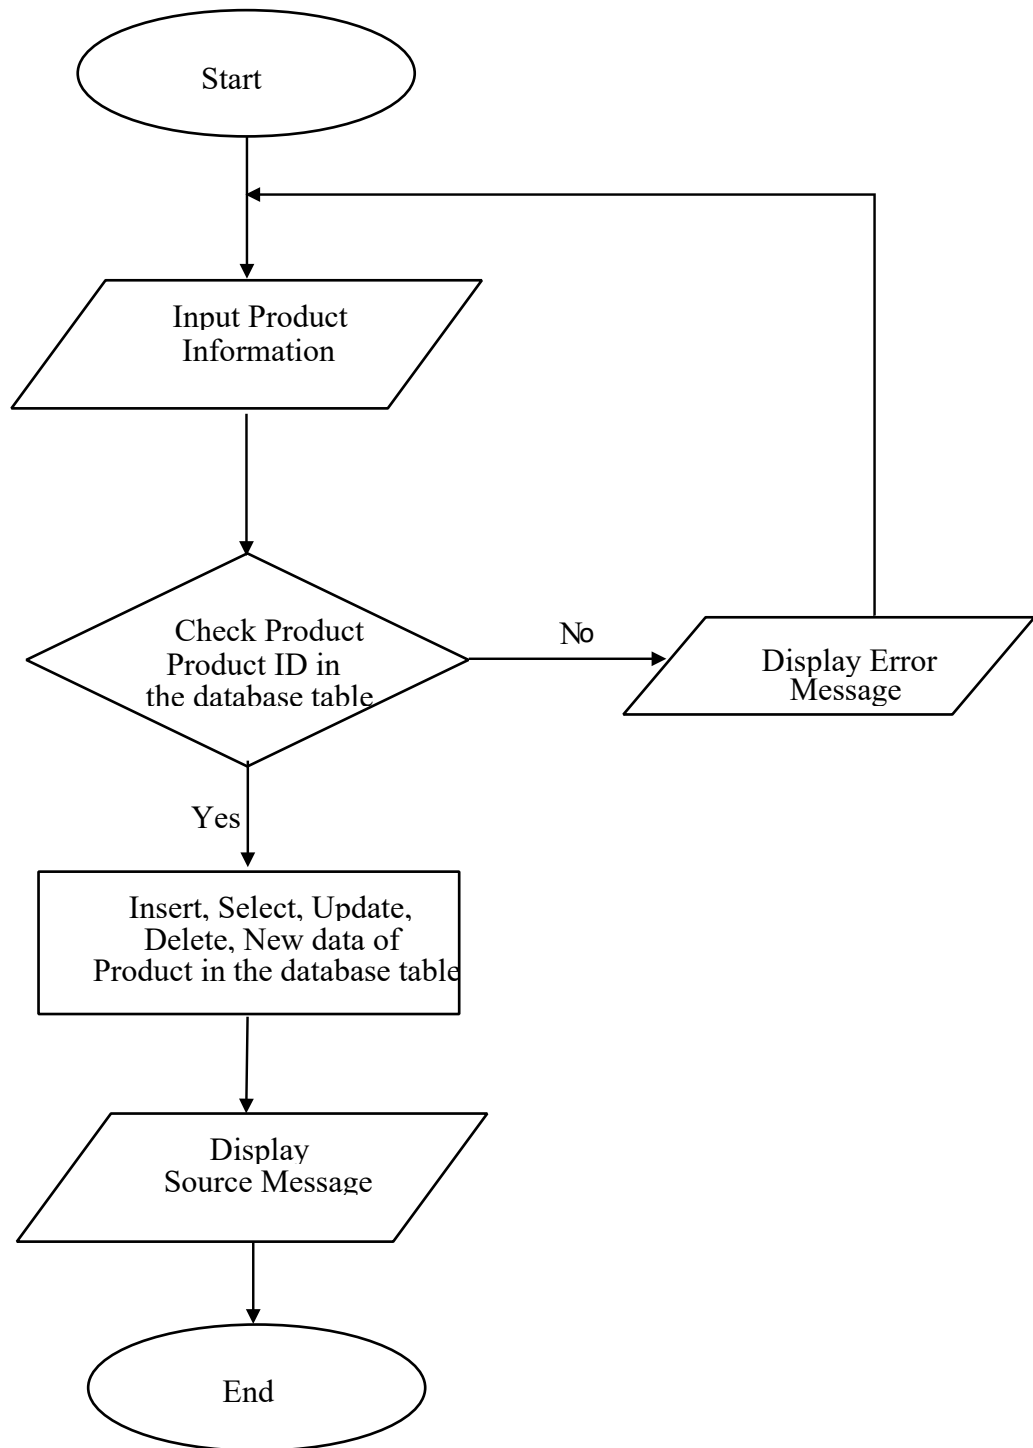 Start
Input Product
Information
Check Product
Product ID in
the database table
No
Display Error
Message
Yes
Insert, Select, Update,
Delete, New data of
Product in the database table
Display
Source Message
End